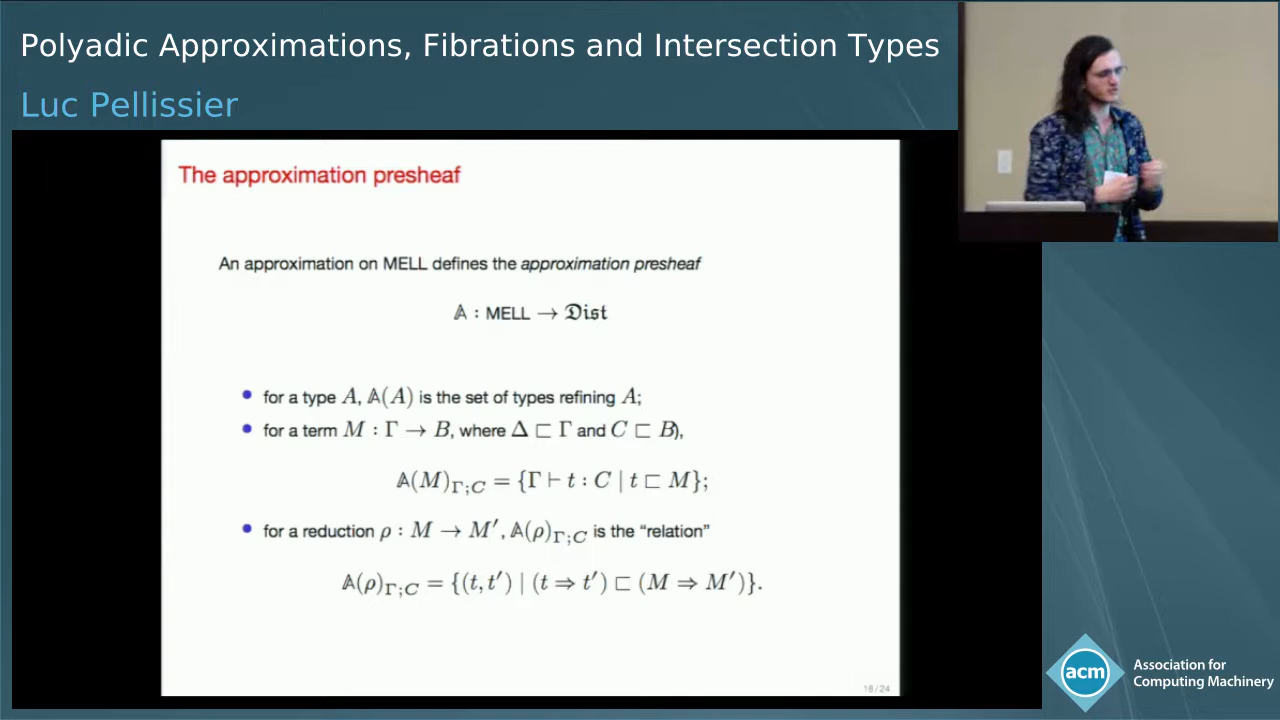 Polyadic Approximations, Fibrations and Intersection Types
Luc Pellissier
The approximation presheaf
An approximation on MELL defines the approximation presheaf
𝔸 : MELL → 𝔇ist
• for a type A, 𝔸(A) is the set of types refining A;
• for a term M : Γ → B, where Δ ⊏ Γ and C ⊏ B),
𝔸(M)_{Γ;C} = {Γ ⊢ t : C | t ⊏ M};
• for a reduction ρ : M → M′, 𝔸(ρ)_{Γ;C} is the “relation”
𝔸(ρ)_{Γ;C} = {(t, t′) | (t ⇒ t′) ⊏ (M ⇒ M′)}.
18/24
acm
Association for
Computing Machinery